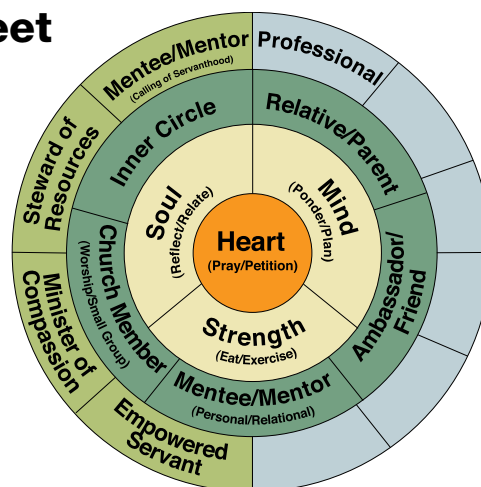 eet
Mentee/Mentor
(Calling of Servanthood)
Professional
Steward of
Resources
Inner Circle
Relative/Parent
Soul
(Reflect/Relate)
Mind
(Ponder/Plan)
Heart
(Pray/Petition)
Church Member
(Worship/Small Group)
Ambassador/
Friend
Minister of
Compassion
Strength
(Eat/Exercise)
Mentee/Mentor
(Personal/Relational)
Empowered
Servant